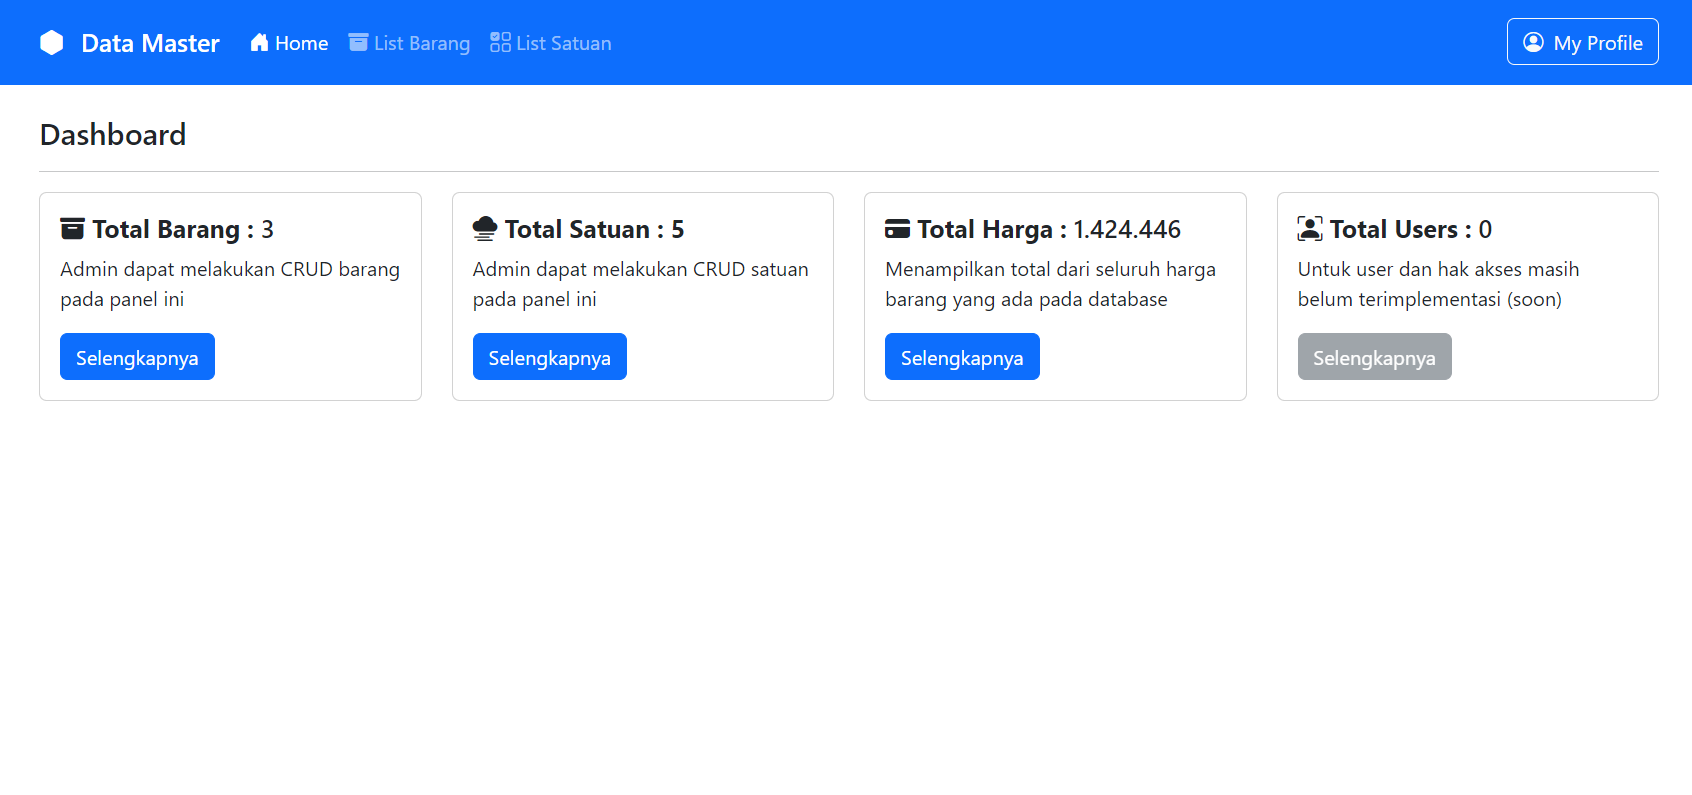 Data Master Home List Barang List Satuan My Profile
Dashboard
Total Barang : 3
Admin dapat melakukan CRUD barang
pada panel ini
Selengkapnya
Total Satuan : 5
Admin dapat melakukan CRUD satuan
pada panel ini
Selengkapnya
Total Harga : 1.424.446
Menampilkan total dari seluruh harga
barang yang ada pada database
Selengkapnya
Total Users : 0
Untuk user dan hak akses masih
belum terimplementasi (soon)
Selengkapnya